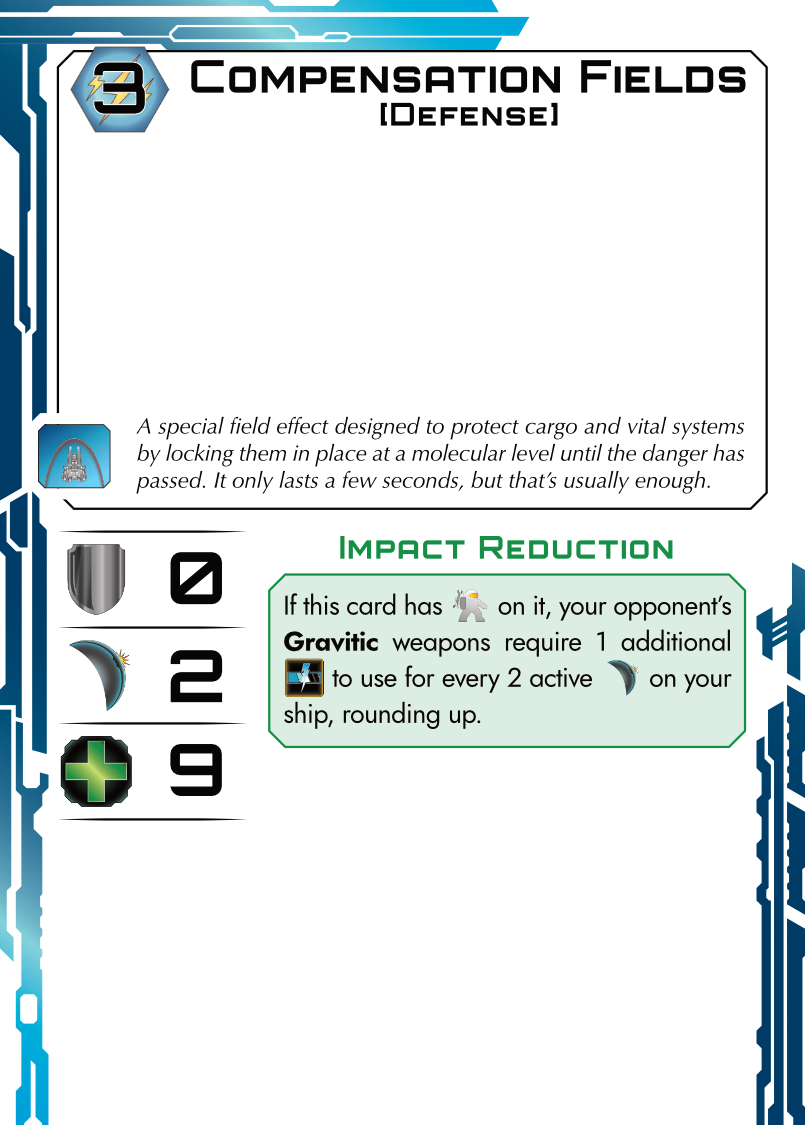 3
Compensation Fields
[Defense]
A special field effect designed to protect cargo and vital systems
by locking them in place at a molecular level until the danger has
passed. It only lasts a few seconds, but that's usually enough.
0
2
9
Impact Reduction
If this card has on it, your opponent's
Gravitic weapons require 1 additional
to use for every 2 active on your
ship, rounding up.